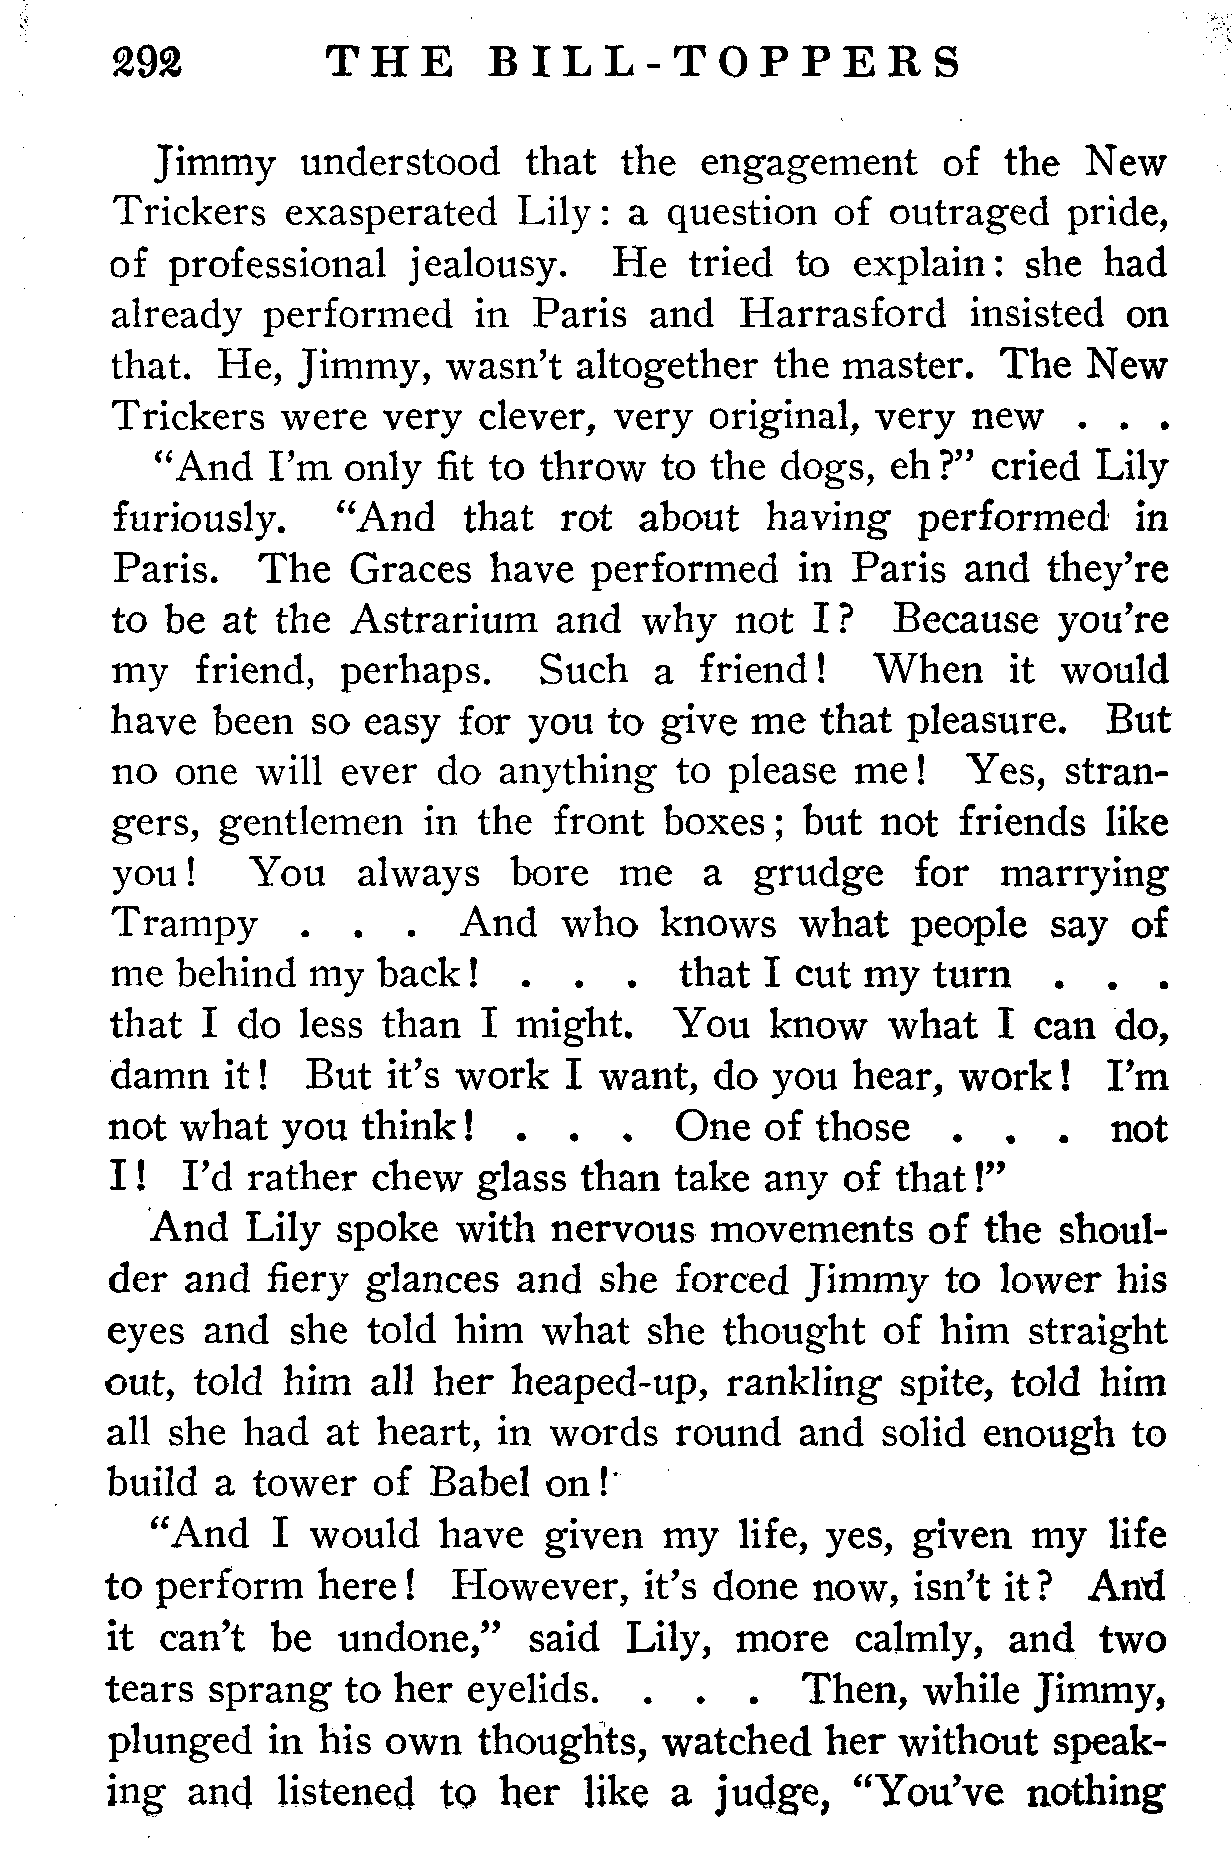 292 THE BILL-TOPPERS
Jimmy understood that the engagement of the New
Trickers exasperated Lily: a question of outraged pride,
of professional jealousy. He tried to explain: she had
already performed in Paris and Harrasford insisted on
that. He, Jimmy, wasn't altogether the master. The New
Trickers were very clever, very original, very new . . .
"And I'm only fit to throw to the dogs, eh?" cried Lily
furiously. "And that rot about having performed in
Paris. The Graces have performed in Paris and they're
to be at the Astrarium and why not I? Because you're
my friend, perhaps. Such a friend! When it would
have been so easy for you to give me that pleasure. But
no one will ever do anything to please me! Yes, stran-
gers, gentlemen in the front boxes; but not friends like
you! You always bore me a grudge for marrying
Trampy . . . And who knows what people say of
me behind my back! . . . that I cut my turn . . .
that I do less than I might. You know what I can do,
damn it! But it's work I want, do you hear, work! I'm
not what you think! . . . One of those . . . not
I! I'd rather chew glass than take any of that!"
And Lily spoke with nervous movements of the shoul-
der and fiery glances and she forced Jimmy to lower his
eyes and she told him what she thought of him straight
out, told him all her heaped-up, rankling spite, told him
all she had at heart, in words round and solid enough to
build a tower of Babel on!
"And I would have given my life, yes, given my life
to perform here! However, it's done now, isn't it? And
it can't be undone," said Lily, more calmly, and two
tears sprang to her eyelids. . . . Then, while Jimmy,
plunged in his own thoughts, watched her without speak-
ing and listened to her like a judge, "You've nothing